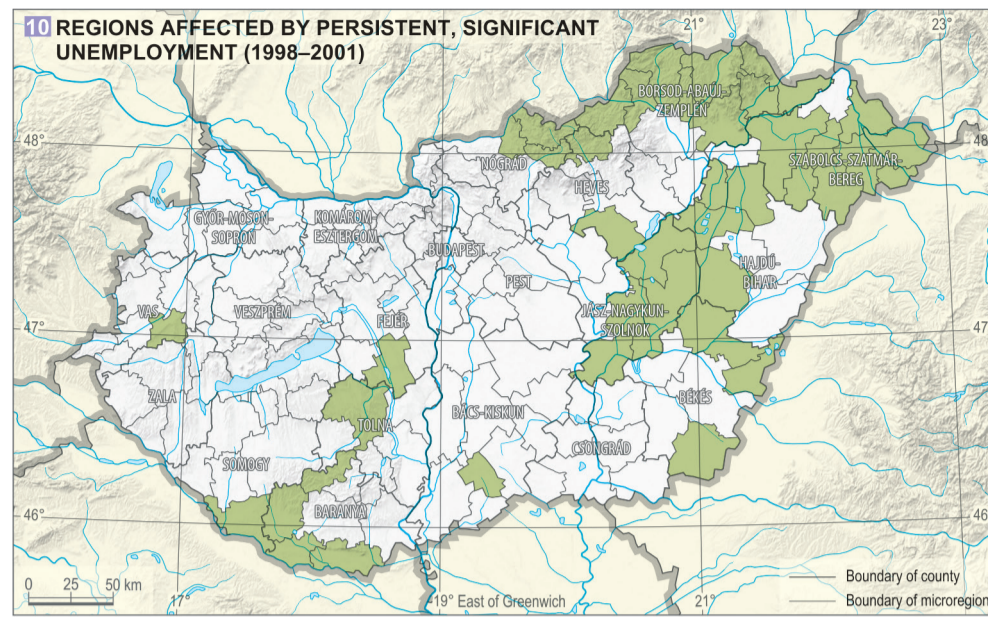 10 REGIONS AFFECTED BY PERSISTENT, SIGNIFICANT
UNEMPLOYMENT (1998–2001)
21°
23°
48°
48
BORSOD-ABAÚJ-
ZEMPLÉN
NÓGRÁD
HEVES
SZABOLCS-SZATMÁR-
BEREG
GYŐR-MOSON-
SOPRON
KOMÁROM-
ESZTERGOM
BUDAPEST
PEST
HAJDÚ-
BIHAR
VAS
VESZPRÉM
FEJÉR
JÁSZ-NAGYKUN-
SZOLNOK
47°
47
ZALA
TOLNA
BÁCS-KISKUN
BÉKÉS
CSONGRÁD
SOMOGY
BARANYA
46°
46
0 25 50 km
17°
19° East of Greenwich
21°
Boundary of county
Boundary of microregion